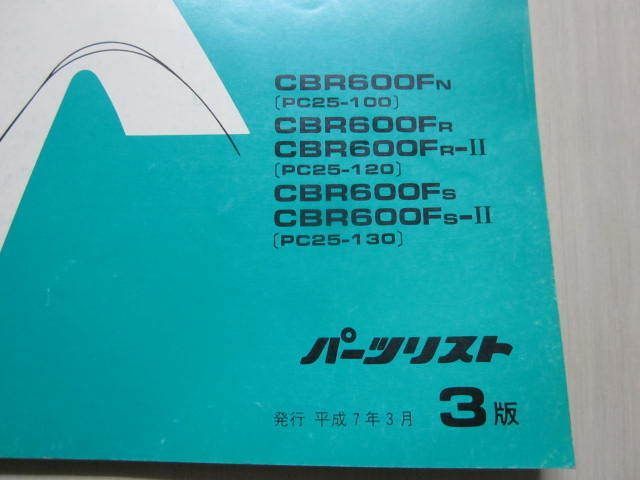 CBR600FN
〔PC25-100〕
CBR600FR
CBR600FR-II
〔PC25-120〕
CBR600FS
CBR600FS-II
〔PC25-130〕
パーツリスト
発行 平成7年3月 3版